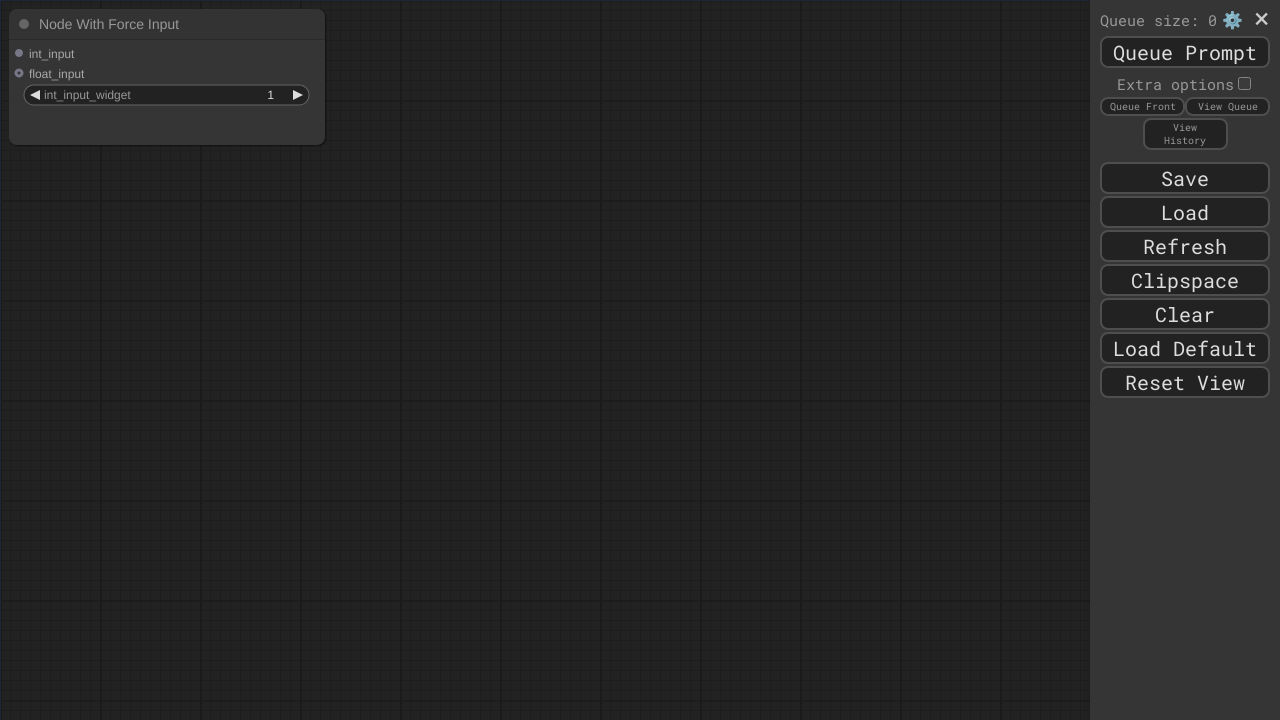 Node With Force Input
int_input
float_input
int_input_widget 1
Queue size: 0
Queue Prompt
Extra options
Queue Front View Queue
View
History
Save
Load
Refresh
Clipspace
Clear
Load Default
Reset View